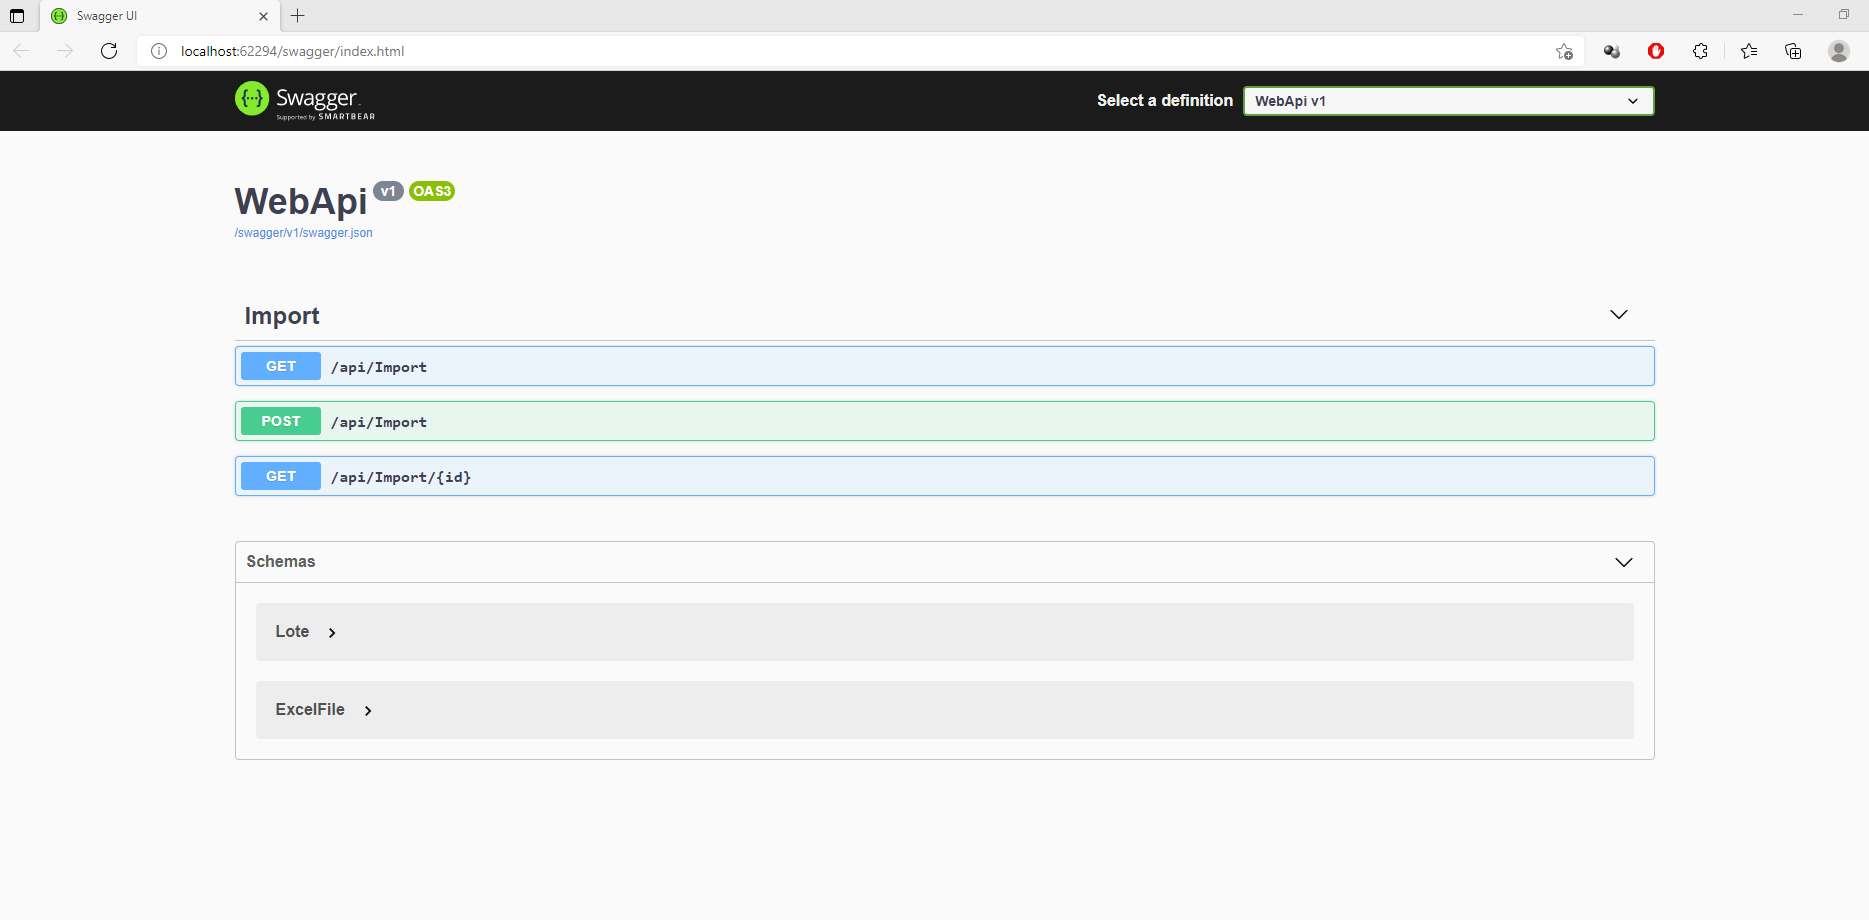 Swagger UI
localhost:62294/swagger/index.html
{...} Swagger
Supported by SMARTBEAR
Select a definition
WebApi v1
WebApi v1 OAS3
/swagger/v1/swagger.json
Import
GET /api/Import
POST /api/Import
GET /api/Import/{id}
Schemas
Lote
ExcelFile